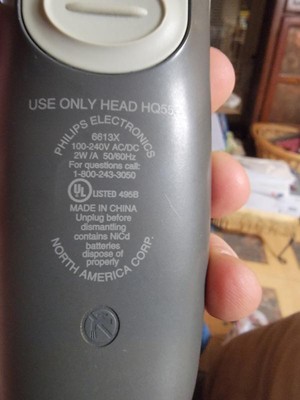 USE ONLY HEAD HQ55
PHILIPS ELECTRONICS
6613X
100-240V AC/DC
2W /A 50/60Hz
For questions call:
1-800-243-3050
UL LISTED 495B
MADE IN CHINA
Unplug before
dismantling
contains NiCd
batteries
dispose of
properly
NORTH AMERICA CORP.